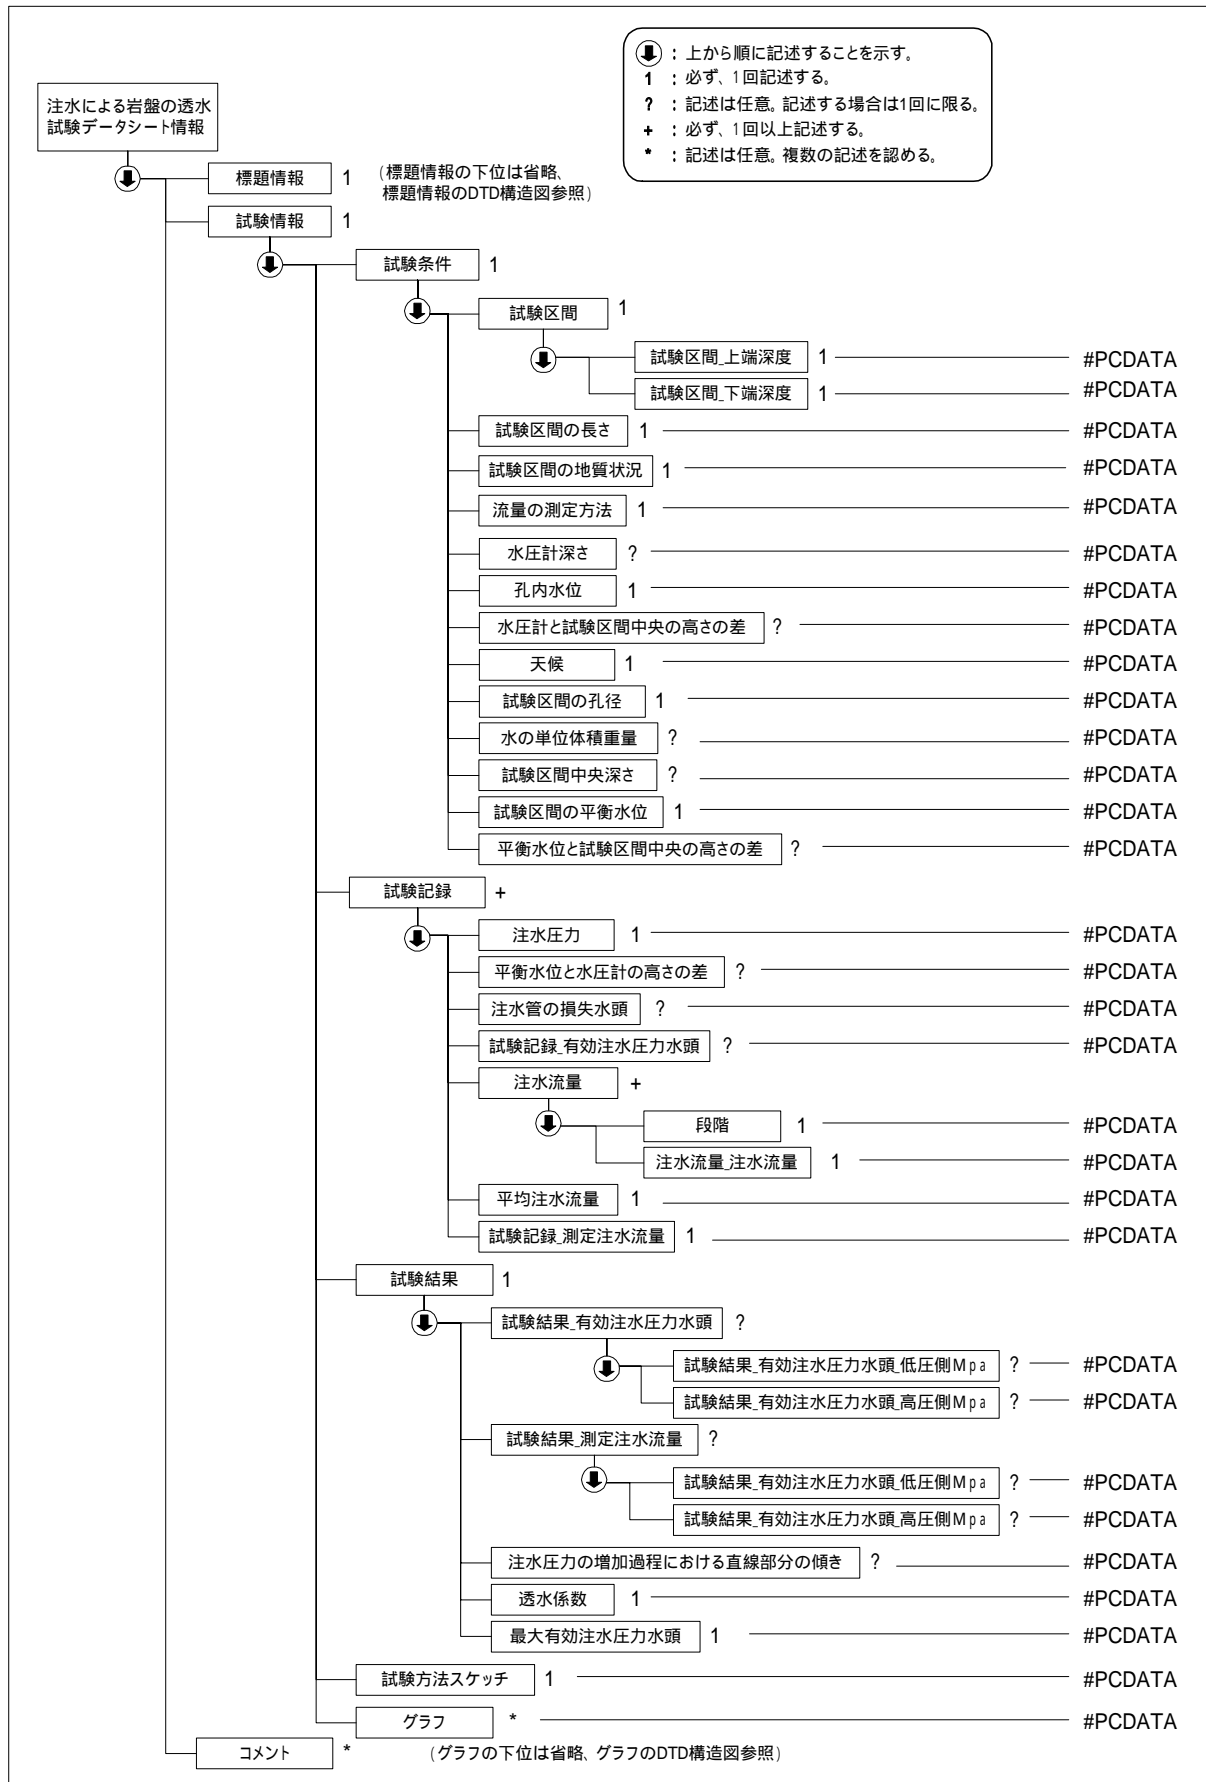 : 上から順に記述することを示す。
1 : 必ず、1回記述する。
? : 記述は任意。記述する場合は1回に限る。
+ : 必ず、1回以上記述する。
* : 記述は任意。複数の記述を認める。
注水による岩盤の透水
試験データシート情報
標題情報 1 (標題情報の下位は省略、
標題情報のDTD構造図参照)
試験情報 1
試験条件 1
試験区間 1
試験区間_上端深度 1 #PCDATA
試験区間_下端深度 1 #PCDATA
試験区間の長さ 1 #PCDATA
試験区間の地質状況 1 #PCDATA
流量の測定方法 1 #PCDATA
水圧計深さ ? #PCDATA
孔内水位 1 #PCDATA
水圧計と試験区間中央の高さの差 ? #PCDATA
天候 1 #PCDATA
試験区間の孔径 1 #PCDATA
水の単位体積重量 ? #PCDATA
試験区間中央深さ ? #PCDATA
試験区間の平衡水位 1 #PCDATA
平衡水位と試験区間中央の高さの差 ? #PCDATA
試験記録 +
注水圧力 1 #PCDATA
平衡水位と水圧計の高さの差 ? #PCDATA
注水管の損失水頭 ? #PCDATA
試験記録_有効注水圧力水頭 ? #PCDATA
注水流量 +
段階 1 #PCDATA
注水流量_注水流量 1 #PCDATA
平均注水流量 1 #PCDATA
試験記録_測定注水流量 1 #PCDATA
試験結果 1
試験結果_有効注水圧力水頭 ?
試験結果_有効注水圧力水頭_低圧側Mpa ? #PCDATA
試験結果_有効注水圧力水頭_高圧側Mpa ? #PCDATA
試験結果_測定注水流量 ?
試験結果_有効注水圧力水頭_低圧側Mpa ? #PCDATA
試験結果_有効注水圧力水頭_高圧側Mpa ? #PCDATA
注水圧力の増加過程における直線部分の傾き ? #PCDATA
透水係数 1 #PCDATA
最大有効注水圧力水頭 1 #PCDATA
試験方法スケッチ 1 #PCDATA
グラフ * #PCDATA
コメント * (グラフの下位は省略、グラフのDTD構造図参照)